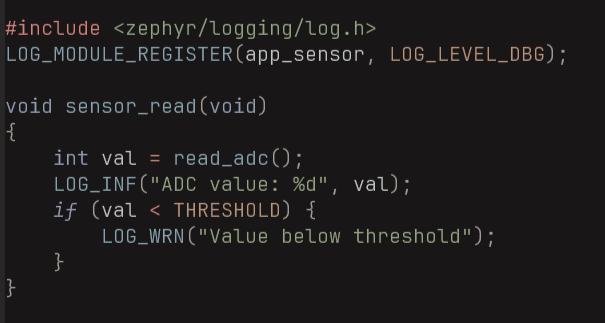 #include <zephyr/logging/log.h>
LOG_MODULE_REGISTER(app_sensor, LOG_LEVEL_DBG);

void sensor_read(void)
{
    int val = read_adc();
    LOG_INF("ADC value: %d", val);
    if (val < THRESHOLD) {
        LOG_WRN("Value below threshold");
    }
}